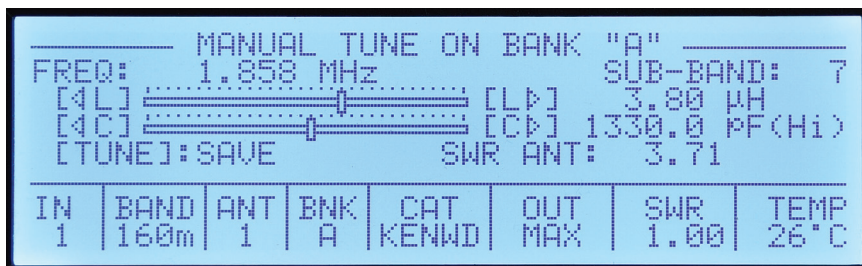 MANUAL TUNE ON BANK "A"
FREQ: 1.858 MHz SUB-BAND: 7
[◁L] [L▷] 3.80 µH
[◁C] [C▷] 1330.0 pF(Hi)
[TUNE]:SAVE SWR ANT: 3.71
IN BAND ANT BNK CAT OUT SWR TEMP
1 160m 1 A KENWD MAX 1.00 26°C